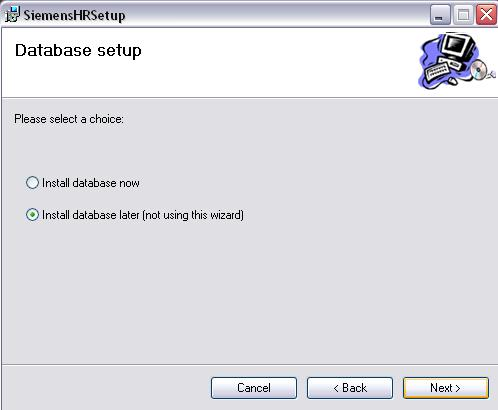 SiemensHRSetup
Database setup
Please select a choice:
Install database now
Install database later (not using this wizard)
Cancel
< Back
Next >